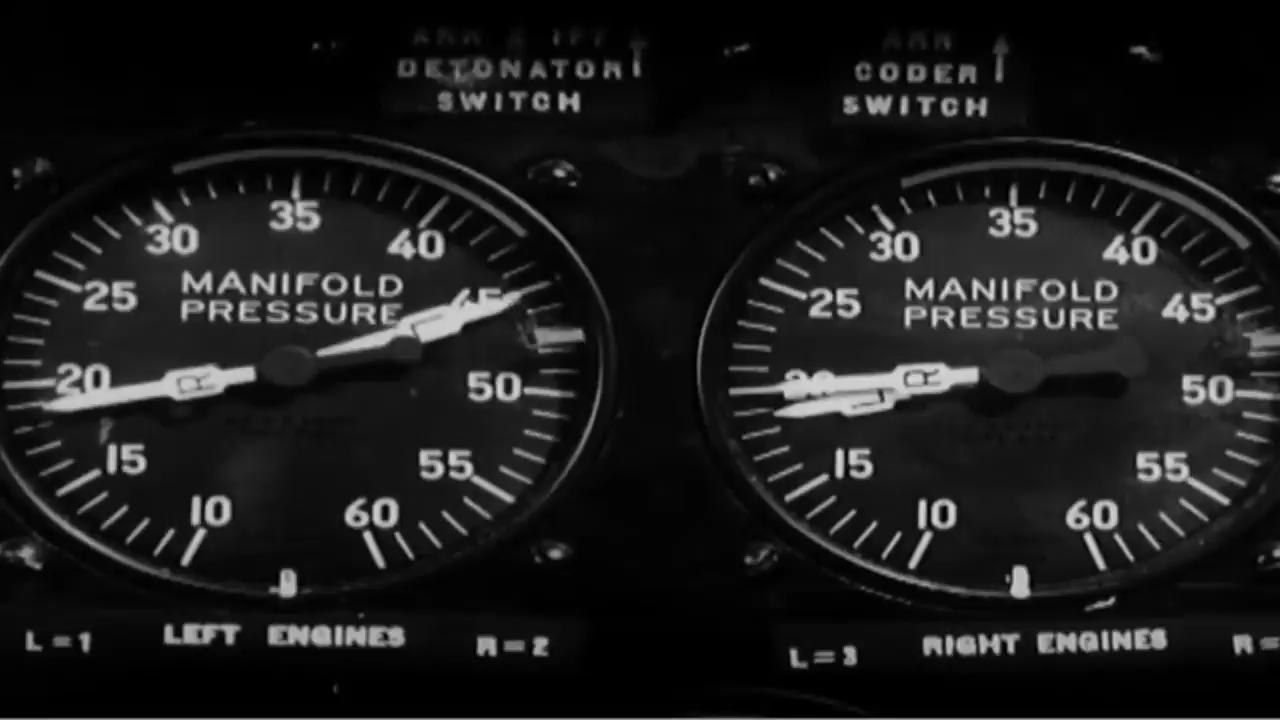 DETONATOR
SWITCH
CODER
SWITCH
35
30
40
25
45
MANIFOLD
PRESSURE
20
50
15
55
10
60
L=1
LEFT ENGINES
R=2
35
30
40
25
45
MANIFOLD
PRESSURE
50
15
55
10
60
R
L
R
L=3
RIGHT ENGINES
R=